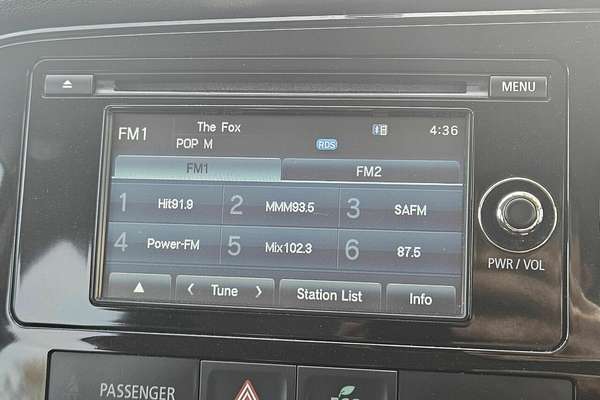 MENU
FM1 The Fox 4:36
POP M RDS
FM1 FM2
1 Hit91.9 2 MMM93.5 3 SAFM
4 Power-FM 5 Mix102.3 6 87.5
Tune Station List Info
PWR / VOL
PASSENGER